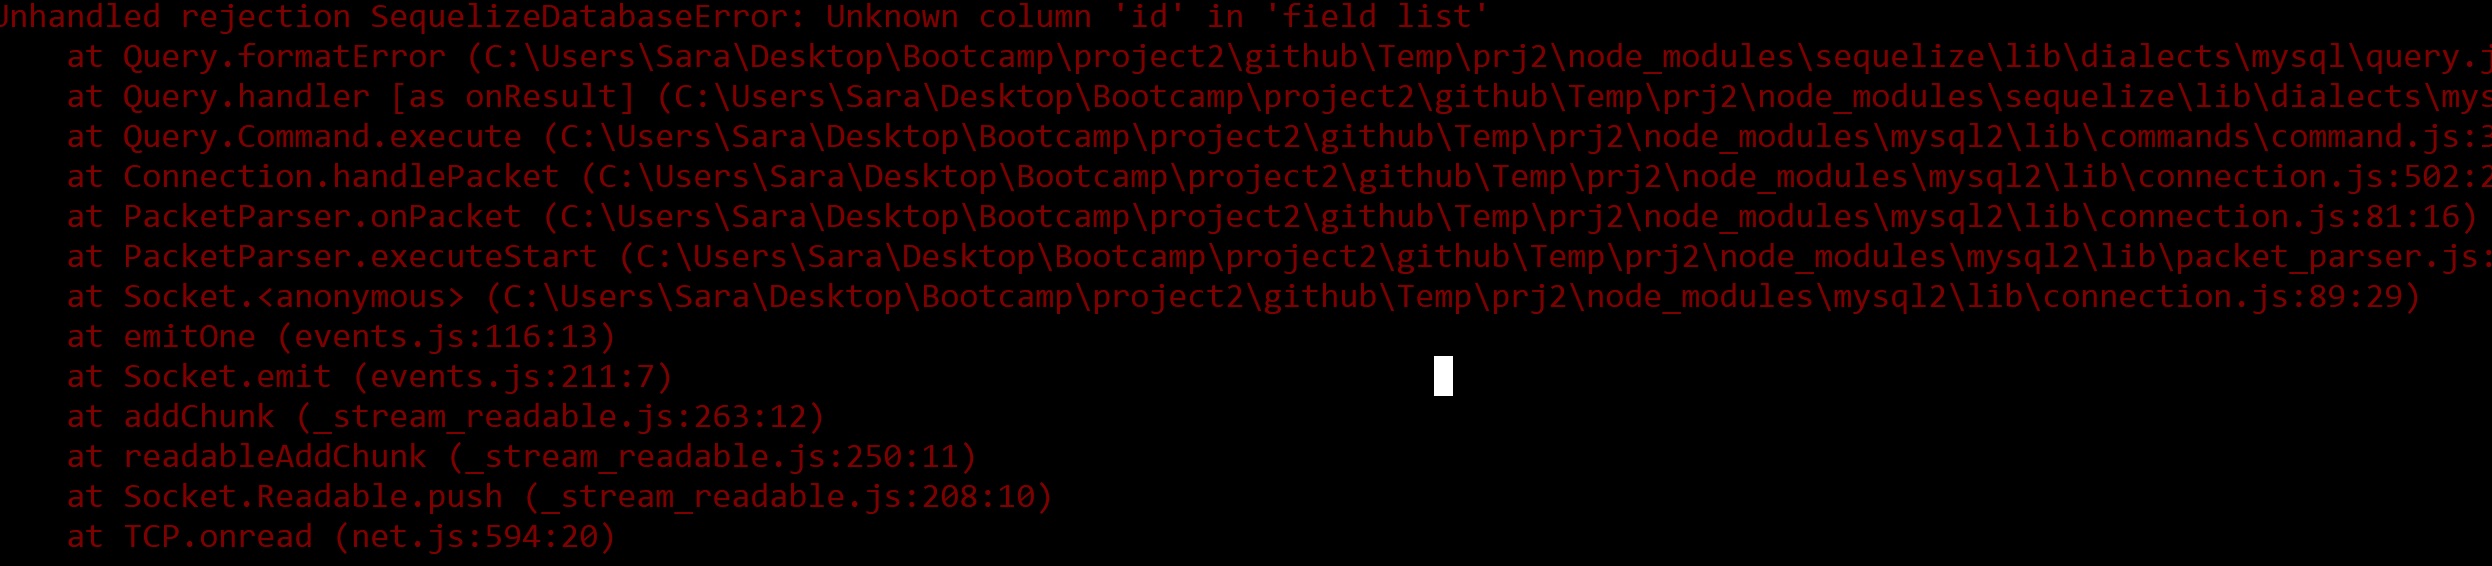 Unhandled rejection SequelizeDatabaseError: Unknown column 'id' in 'field list'
    at Query.formatError (C:\Users\Sara\Desktop\Bootcamp\project2\github\Temp\prj2\node_modules\sequelize\lib\dialects\mysql\query.j
    at Query.handler [as onResult] (C:\Users\Sara\Desktop\Bootcamp\project2\github\Temp\prj2\node_modules\sequelize\lib\dialects\mys
    at Query.Command.execute (C:\Users\Sara\Desktop\Bootcamp\project2\github\Temp\prj2\node_modules\mysql2\lib\commands\command.js:3
    at Connection.handlePacket (C:\Users\Sara\Desktop\Bootcamp\project2\github\Temp\prj2\node_modules\mysql2\lib\connection.js:502:2
    at PacketParser.onPacket (C:\Users\Sara\Desktop\Bootcamp\project2\github\Temp\prj2\node_modules\mysql2\lib\connection.js:81:16)
    at PacketParser.executeStart (C:\Users\Sara\Desktop\Bootcamp\project2\github\Temp\prj2\node_modules\mysql2\lib\packet_parser.js:
    at Socket.<anonymous> (C:\Users\Sara\Desktop\Bootcamp\project2\github\Temp\prj2\node_modules\mysql2\lib\connection.js:89:29)
    at emitOne (events.js:116:13)
    at Socket.emit (events.js:211:7)
    at addChunk (_stream_readable.js:263:12)
    at readableAddChunk (_stream_readable.js:250:11)
    at Socket.Readable.push (_stream_readable.js:208:10)
    at TCP.onread (net.js:594:20)